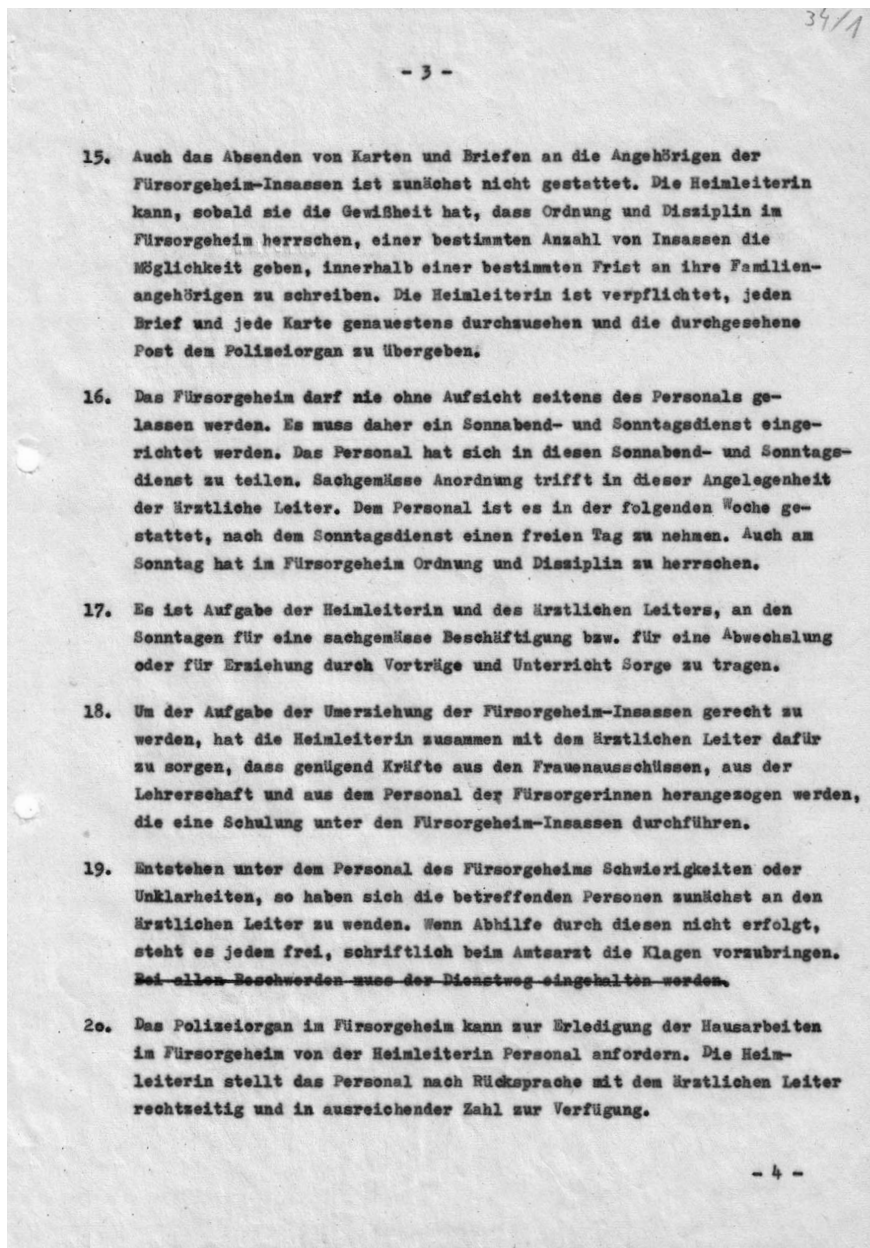 34/1
- 3 -
15. Auch das Absenden von Karten und Briefen an die Angehörigen der
Fürsorgeheim-Insassen ist zunächst nicht gestattet. Die Heimleiterin
kann, sobald sie die Gewißheit hat, dass Ordnung und Disziplin im
Fürsorgeheim herrschen, einer bestimmten Anzahl von Insassen die
Möglichkeit geben, innerhalb einer bestimmten Frist an ihre Familien-
angehörigen zu schreiben. Die Heimleiterin ist verpflichtet, jeden
Brief und jede Karte genauestens durchzusehen und die durchgesehene
Post dem Polizeiorgan zu übergeben.
16. Das Fürsorgeheim darf nie ohne Aufsicht seitens des Personals ge-
lassen werden. Es muss daher ein Sonnabend- und Sonntagsdienst einge-
richtet werden. Das Personal hat sich in diesen Sonnabend- und Sonntags-
dienst zu teilen. Sachgemässe Anordnung trifft in dieser Angelegenheit
der ärztliche Leiter. Dem Personal ist es in der folgenden Woche ge-
stattet, nach dem Sonntagsdienst einen freien Tag zu nehmen. Auch am
Sonntag hat im Fürsorgeheim Ordnung und Disziplin zu herrschen.
17. Es ist Aufgabe der Heimleiterin und des ärztlichen Leiters, an den
Sonntagen für eine sachgemässe Beschäftigung bzw. für eine Abwechslung
oder für Erziehung durch Vorträge und Unterricht Sorge zu tragen.
18. Um der Aufgabe der Umerziehung der Fürsorgeheim-Insassen gerecht zu
werden, hat die Heimleiterin zusammen mit dem ärztlichen Leiter dafür
zu sorgen, dass genügend Kräfte aus den Frauenausschüssen, aus der
Lehrerschaft und aus dem Personal der Fürsorgerinnen herangezogen werden,
die eine Schulung unter den Fürsorgeheim-Insassen durchführen.
19. Entstehen unter dem Personal des Fürsorgeheims Schwierigkeiten oder
Unklarheiten, so haben sich die betreffenden Personen zunächst an den
ärztlichen Leiter zu wenden. Wenn Abhilfe durch diesen nicht erfolgt,
steht es jedem frei, schriftlich beim Amtsarzt die Klagen vorzubringen.
Bei allen Beschwerden muss der Dienstweg eingehalten werden.
2o. Das Polizeiorgan im Fürsorgeheim kann zur Erledigung der Hausarbeiten
im Fürsorgeheim von der Heimleiterin Personal anfordern. Die Heim-
leiterin stellt das Personal nach Rücksprache mit dem ärztlichen Leiter
rechtzeitig und in ausreichender Zahl zur Verfügung.
- 4 -